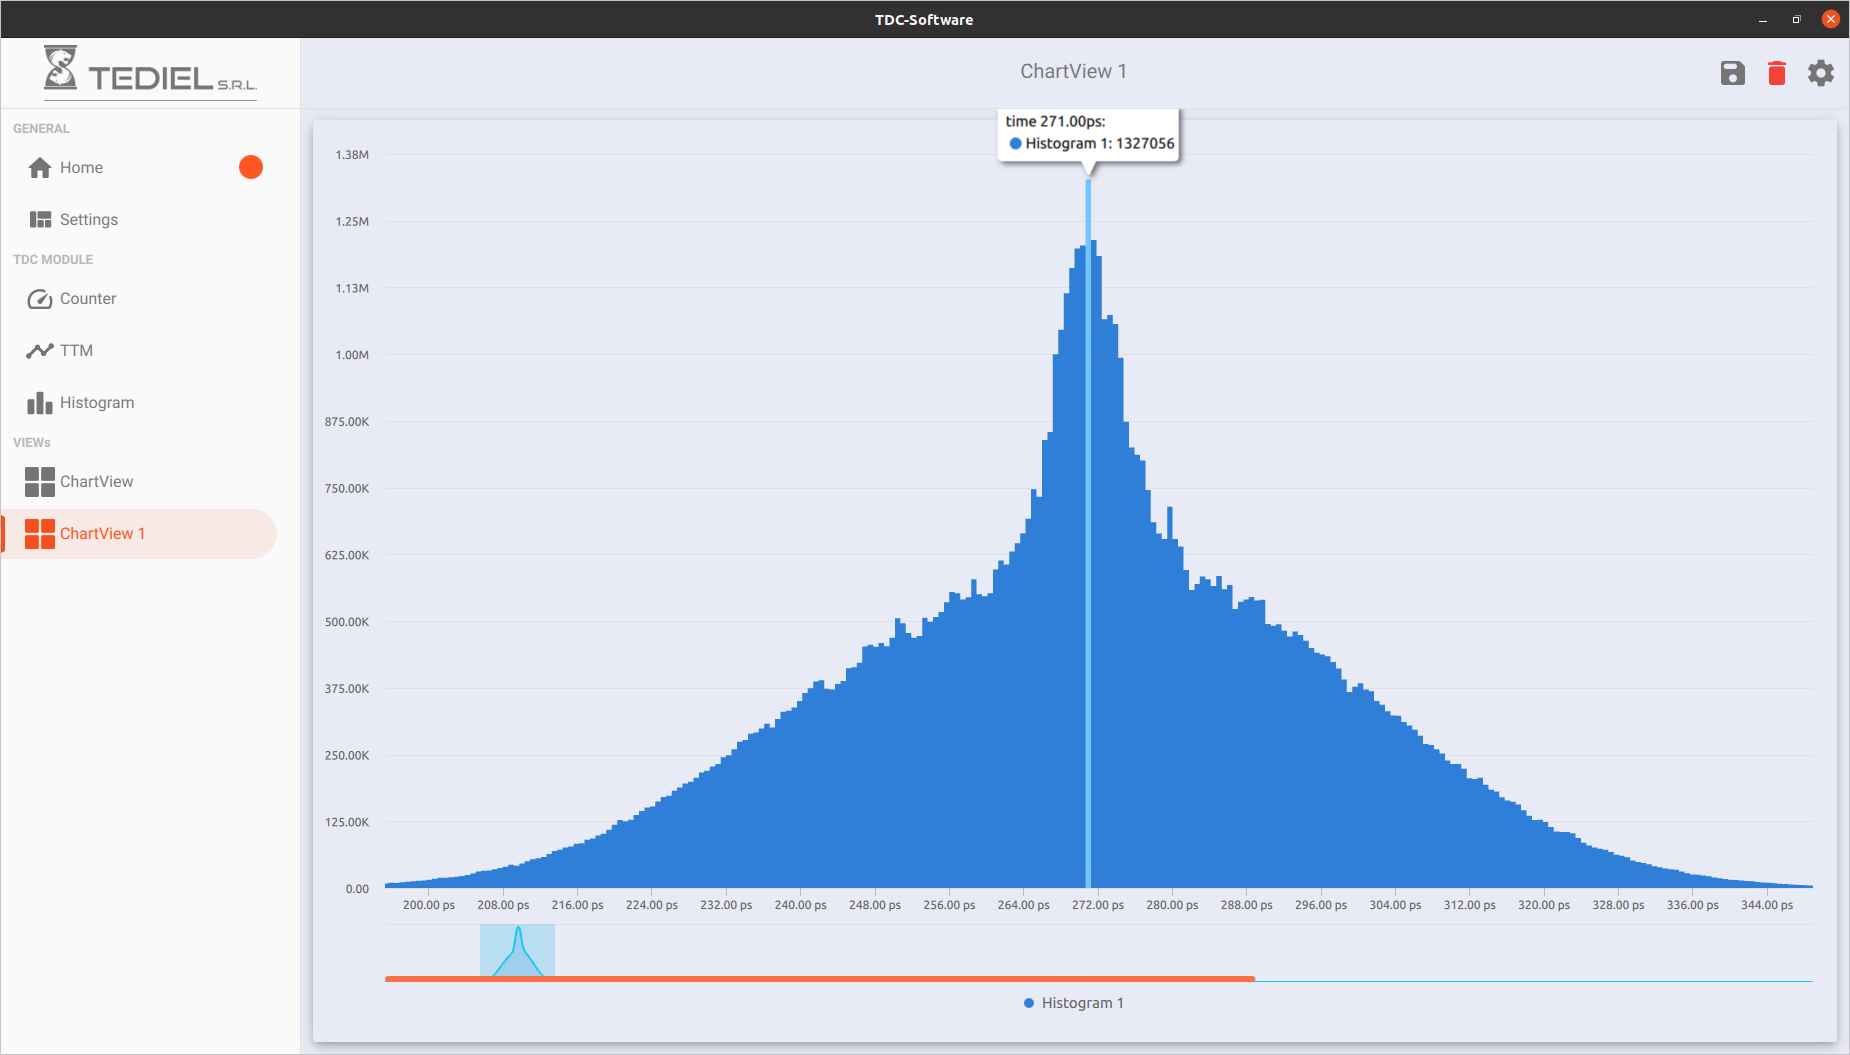 TDC-Software
TEDIEL S.R.L.
ChartView 1
GENERAL
Home
Settings
TDC MODULE
Counter
TTM
Histogram
VIEWs
ChartView
ChartView 1
time 271.00ps:
Histogram 1: 1327056
1.38M
1.25M
1.13M
1.00M
875.00K
750.00K
625.00K
500.00K
375.00K
250.00K
125.00K
0.00
200.00 ps 208.00 ps 216.00 ps 224.00 ps 232.00 ps 240.00 ps 248.00 ps 256.00 ps 264.00 ps 272.00 ps 280.00 ps 288.00 ps 296.00 ps 304.00 ps 312.00 ps 320.00 ps 328.00 ps 336.00 ps 344.00 ps
Histogram 1